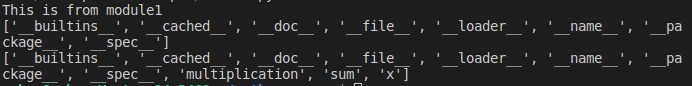 This is from module1
['__builtins__', '__cached__', '__doc__', '__file__', '__loader__', '__name__', '__pa
ckage__', '__spec__']
['__builtins__', '__cached__', '__doc__', '__file__', '__loader__', '__name__', '__pa
ckage__', '__spec__', 'multiplication', 'sum', 'x']